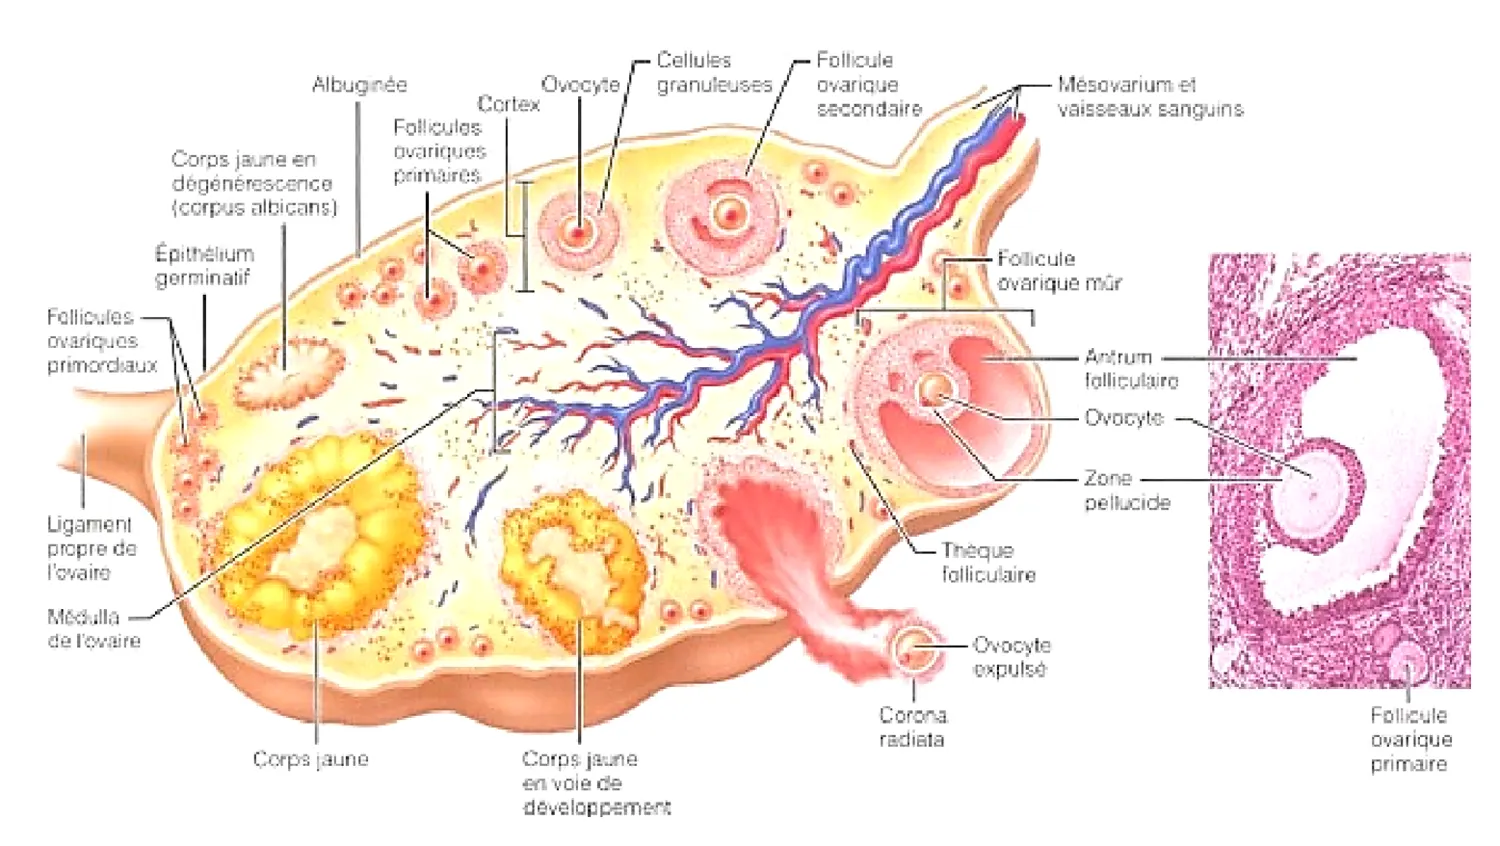 Albuginée
Cortex
Ovocyte
Cellules
granuleuses
Follicule
ovarique
secondaire
Mésovarium et
vaisseaux sanguins
Follicules
ovariques
primaires
Corps jaune en
dégénérescence
(corpus albicans)
Épithélium
germinatif
Follicules
ovariques
primordiaux
Ligament
propre de
l'ovaire
Médulla
de l'ovaire
Corps jaune
Corps jaune
en voie de
développement
Follicule
ovarique mûr
Antrum
folliculaire
Ovocyte
Zone
pellucide
Thèque
folliculaire
Ovocyte
expulsé
Corona
radiata
Follicule
ovarique
primaire